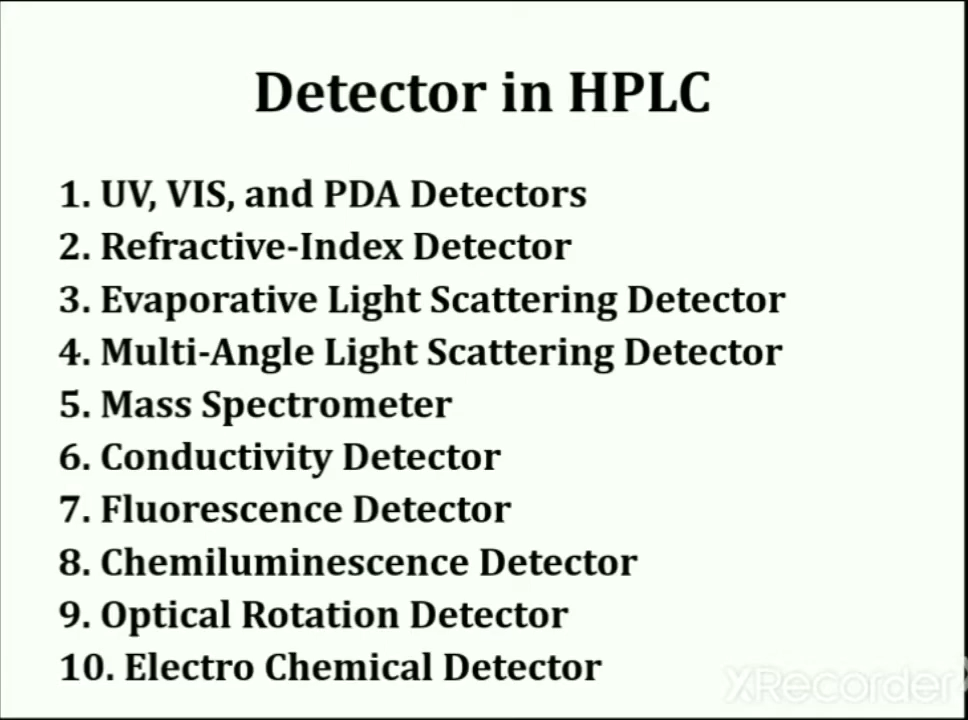 Detector in HPLC
1. UV, VIS, and PDA Detectors
2. Refractive-Index Detector
3. Evaporative Light Scattering Detector
4. Multi-Angle Light Scattering Detector
5. Mass Spectrometer
6. Conductivity Detector
7. Fluorescence Detector
8. Chemiluminescence Detector
9. Optical Rotation Detector
10. Electro Chemical Detector
XRecorder